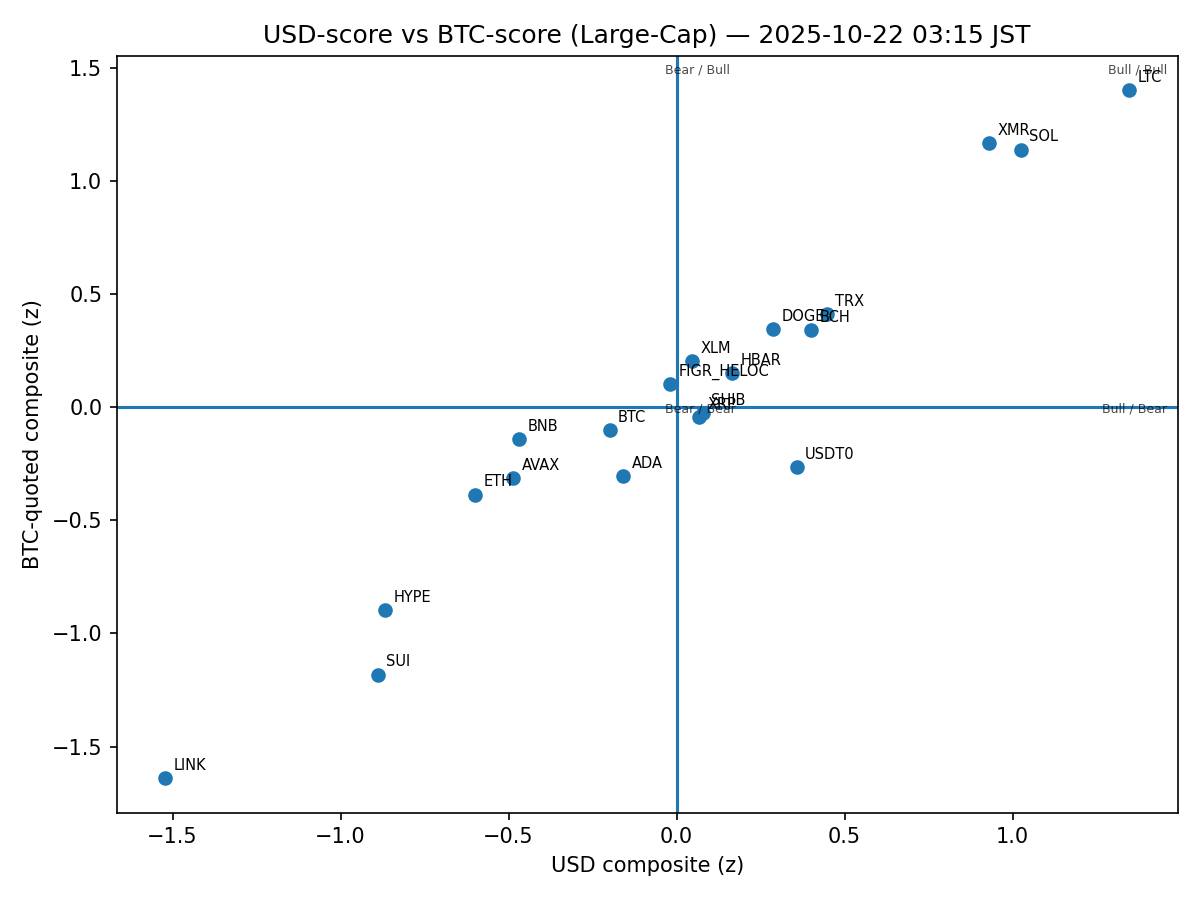 USD-score vs BTC-score (Large-Cap) — 2025-10-22 03:15 JST
Bear / Bull
Bull / Bull
LTC
XMR
SOL
TRX
DOGE
BCH
XLM
HBAR
FIGR_HELOC
SHIB
XRP
Bear / Bear
Bull / Bear
BTC
BNB
USDT0
ADA
AVAX
ETH
HYPE
SUI
LINK
1.5
1.0
0.5
0.0
−0.5
−1.0
−1.5
BTC-quoted composite (z)
−1.5
−1.0
−0.5
0.0
0.5
1.0
USD composite (z)